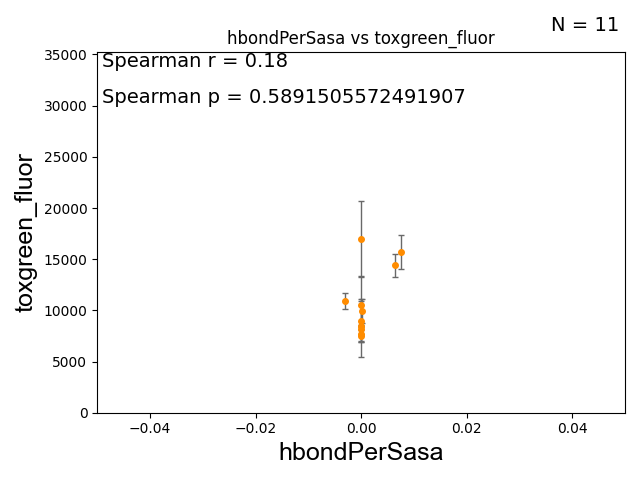 N = 11
hbondPerSasa vs toxgreen_fluor
Spearman r = 0.18
Spearman p = 0.5891505572491907
35000
30000
25000
20000
15000
10000
5000
0
toxgreen_fluor
−0.04
−0.02
0.00
0.02
0.04
hbondPerSasa